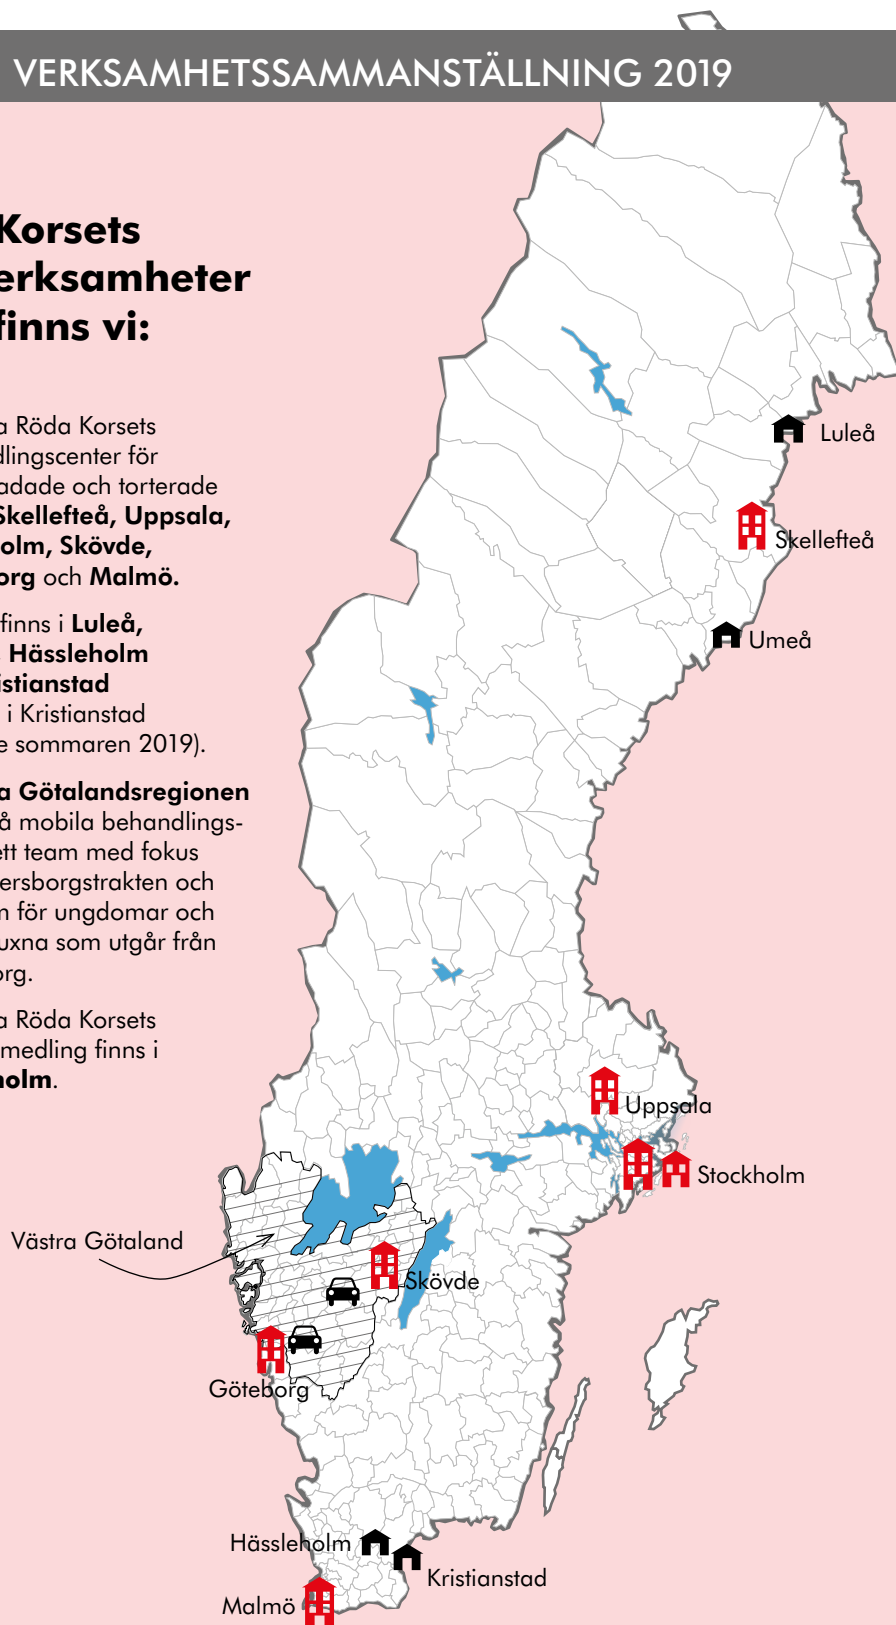 VERKSAMHETSSAMMANSTÄLLNING 2019
Korsets
erksamheter
finns vi:
a Röda Korsets
dlingscenter för
adade och torterade
Skellefteå, Uppsala,
olm, Skövde,
org och Malmö.
finns i Luleå,
, Hässleholm
istianstad
i Kristianstad
e sommaren 2019).
a Götalandsregionen
å mobila behandlings-
ett team med fokus
ersborgstrakten och
n för ungdomar och
uxna som utgår från
org.
a Röda Korsets
medling finns i
holm.
Luleå
Skellefteå
Umeå
Uppsala
Stockholm
Västra Götaland
Skövde
Göteborg
Hässleholm
Kristianstad
Malmö